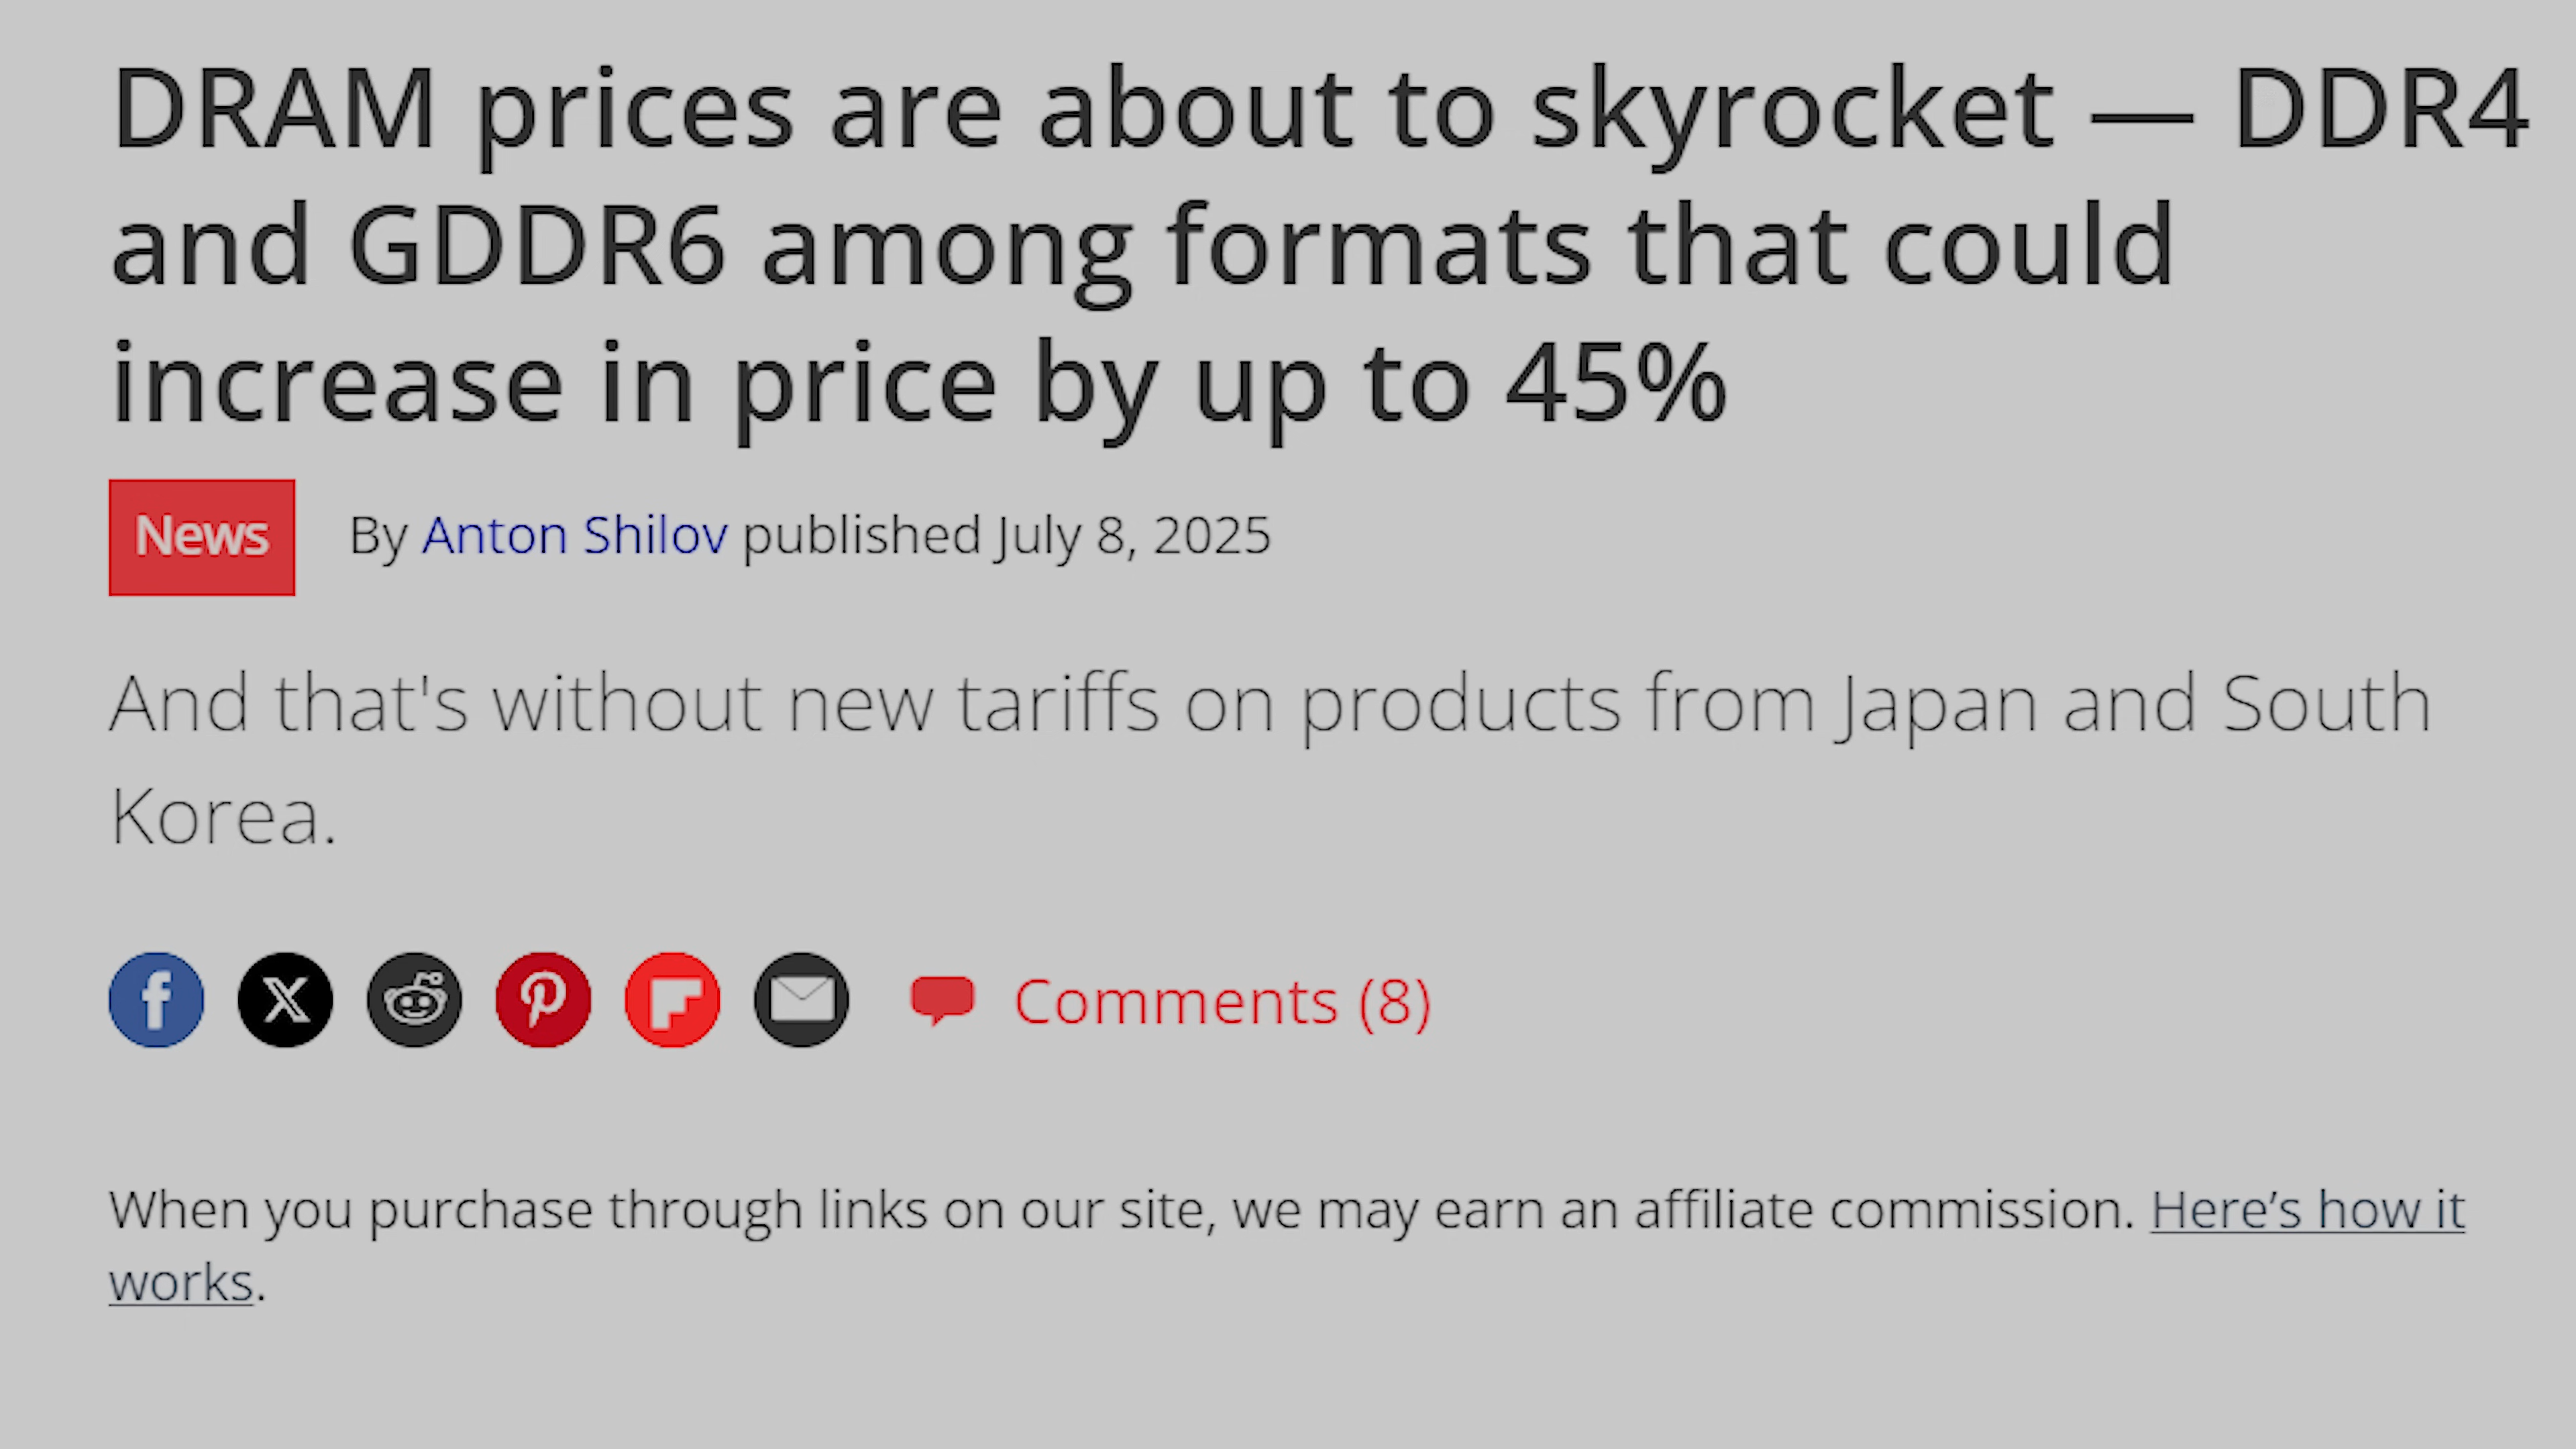 DRAM prices are about to skyrocket — DDR4
and GDDR6 among formats that could
increase in price by up to 45%
News By Anton Shilov published July 8, 2025
And that's without new tariffs on products from Japan and South
Korea.
Comments (8)
When you purchase through links on our site, we may earn an affiliate commission. Here’s how it
works.